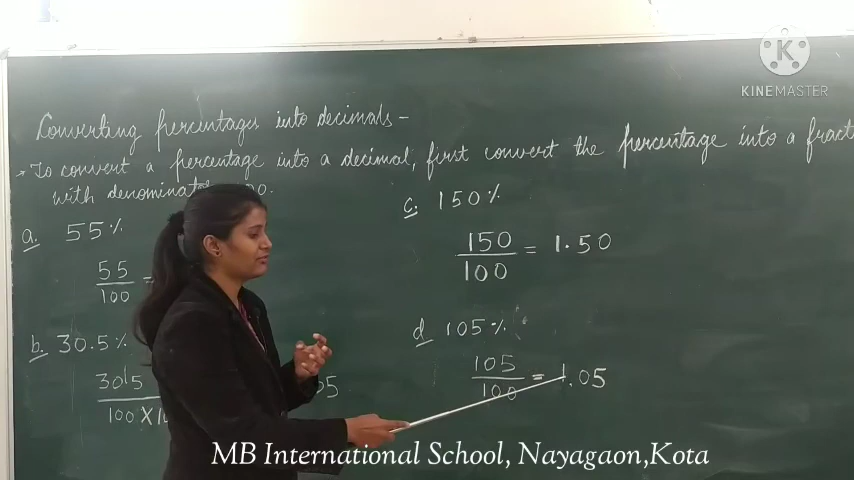 KINEMASTER
Converting percentages into decimals -
To convert a percentage into a decimal, first convert the percentage into a fract
with denominat
a. 55%
55
100 =
b. 30.5%
305
100 X 1
05
c. 150%
150
100 = 1.50
d 105%
105
100 = 1.05
MB International School, Nayagaon,Kota